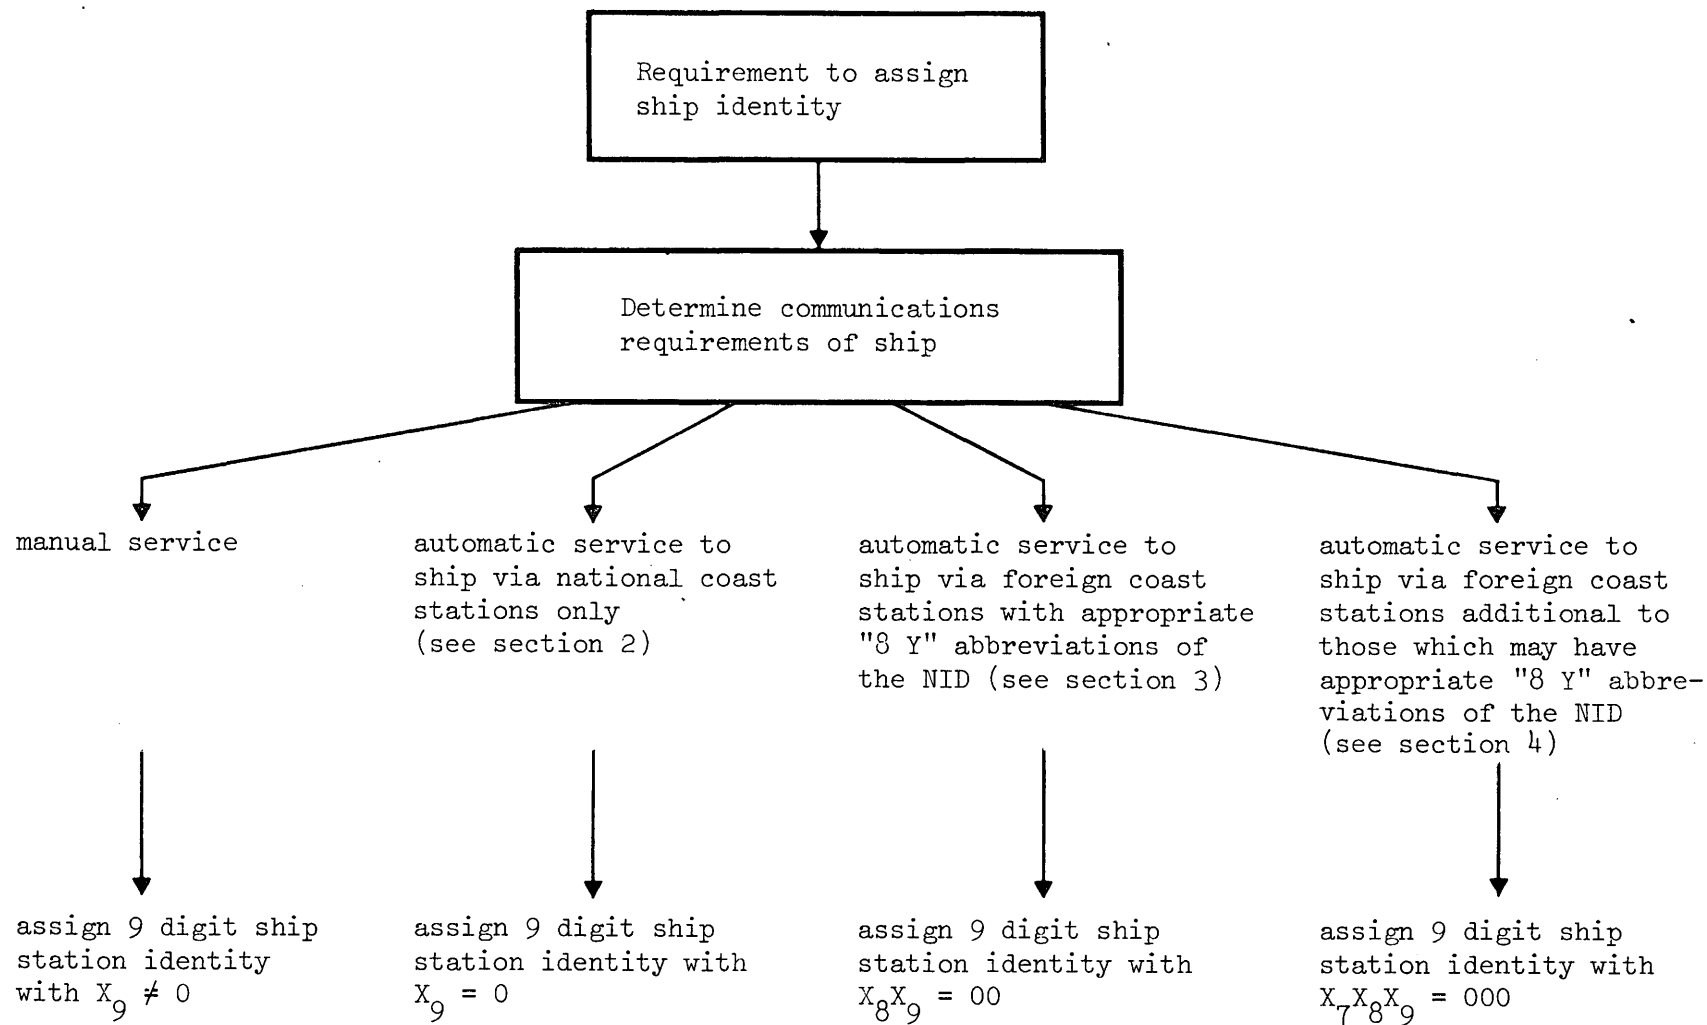 Requirement to assign
ship identity
Determine communications
requirements of ship
manual service
automatic service to
ship via national coast
stations only
(see section 2)
automatic service to
ship via foreign coast
stations with appropriate
"8 Y" abbreviations of
the NID (see section 3)
automatic service to
ship via foreign coast
stations additional to
those which may have
appropriate "8 Y" abbre-
viations of the NID
(see section 4)
assign 9 digit ship
station identity
with X₉ ≠ 0
assign 9 digit ship
station identity with
X₉ = 0
assign 9 digit ship
station identity with
X₈X₉ = 00
assign 9 digit ship
station identity with
X₇X₈X₉ = 000